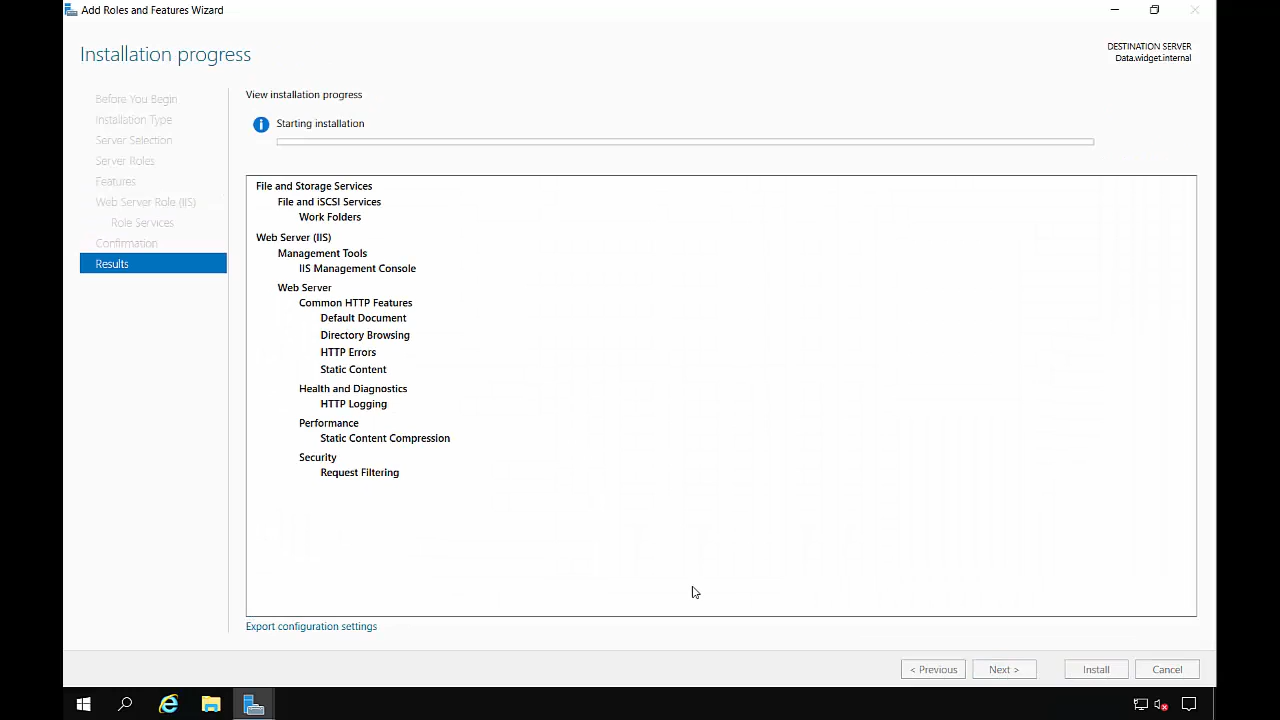 Add Roles and Features Wizard
Installation progress
DESTINATION SERVER
Data.widget.internal
Before You Begin
Installation Type
Server Selection
Server Roles
Features
Web Server Role (IIS)
Role Services
Confirmation
Results
View installation progress
Starting installation
File and Storage Services
File and iSCSI Services
Work Folders
Web Server (IIS)
Management Tools
IIS Management Console
Web Server
Common HTTP Features
Default Document
Directory Browsing
HTTP Errors
Static Content
Health and Diagnostics
HTTP Logging
Performance
Static Content Compression
Security
Request Filtering
Export configuration settings
< Previous
Next >
Install
Cancel